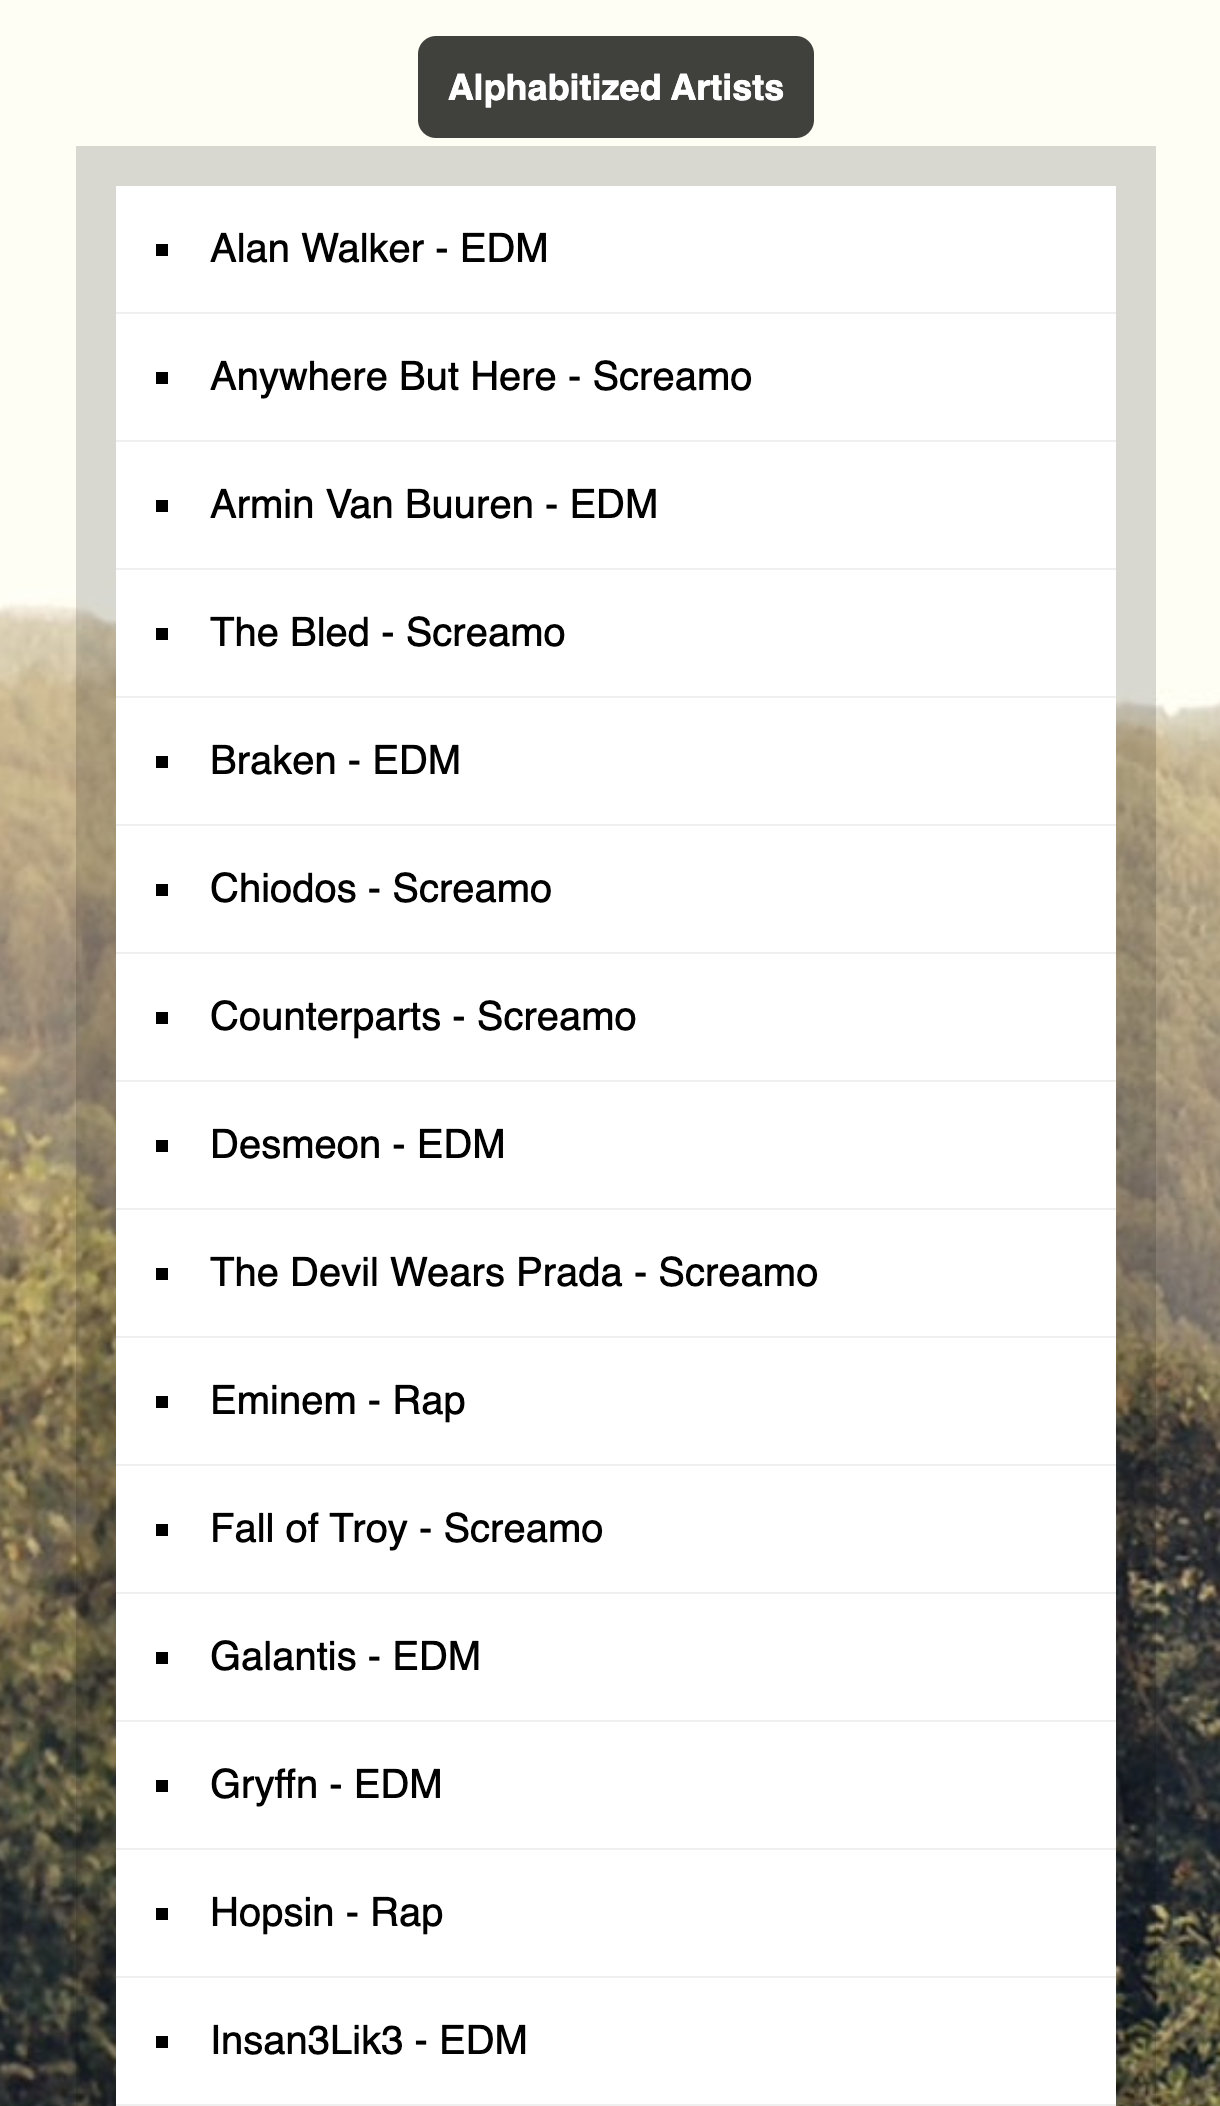 Alphabitized Artists
Alan Walker - EDM
Anywhere But Here - Screamo
Armin Van Buuren - EDM
The Bled - Screamo
Braken - EDM
Chiodos - Screamo
Counterparts - Screamo
Desmeon - EDM
The Devil Wears Prada - Screamo
Eminem - Rap
Fall of Troy - Screamo
Galantis - EDM
Gryffn - EDM
Hopsin - Rap
Insan3Lik3 - EDM